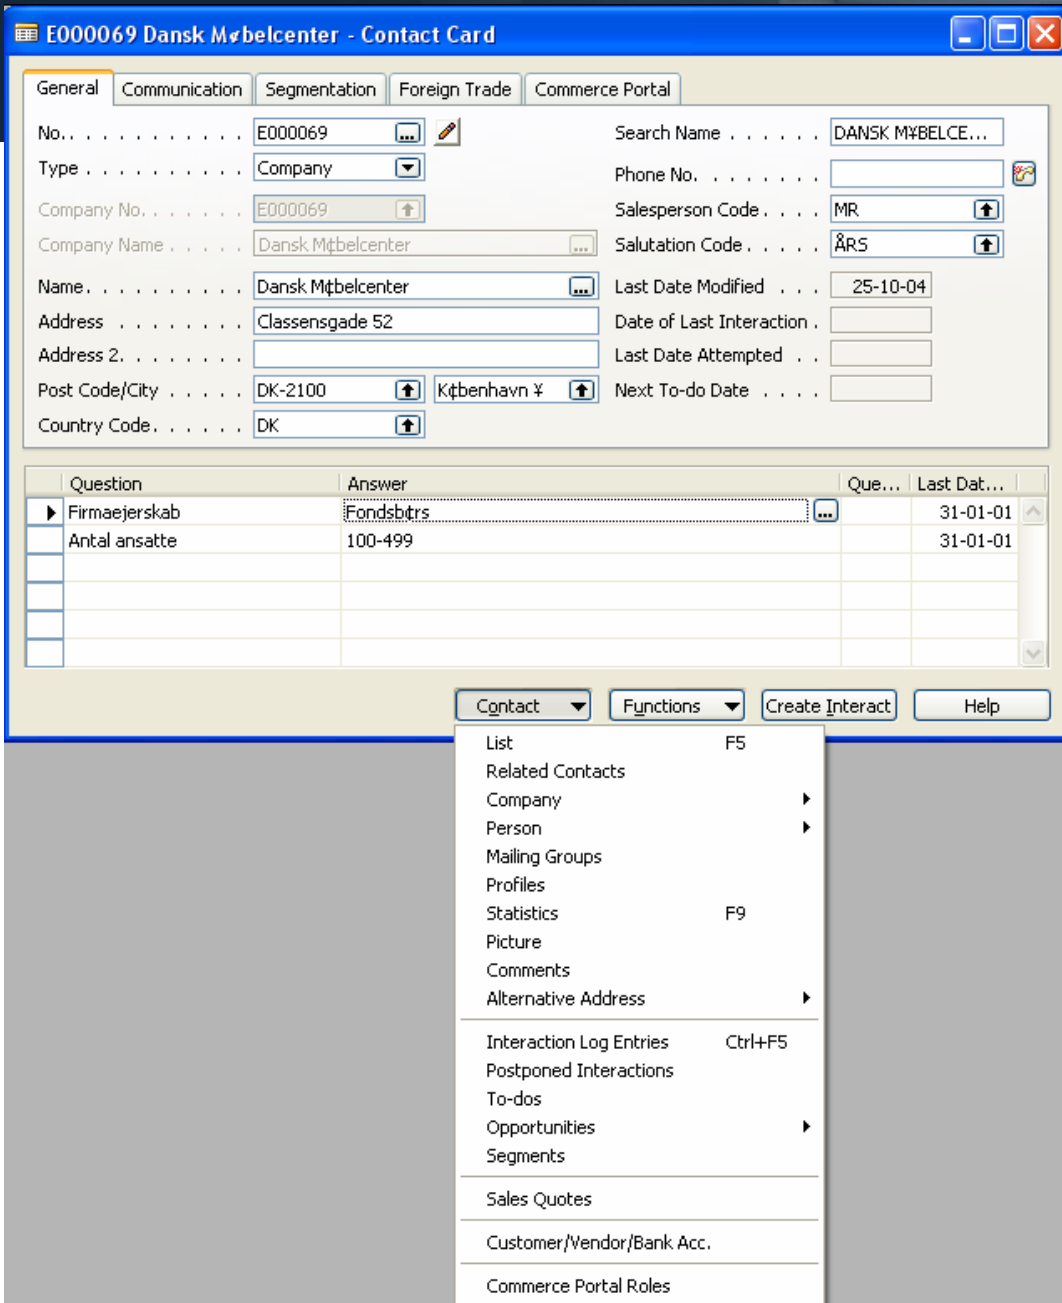 E000069 Dansk M¢belcenter - Contact Card
General Communication Segmentation Foreign Trade Commerce Portal
No. . . . . . . . . . . E000069
Type . . . . . . . . . . Company
Company No. . . . . . . E000069
Company Name . . . . . Dansk M¢belcenter
Name. . . . . . . . . . Dansk M¢belcenter
Address . . . . . . . . Classensgade 52
Address 2. . . . . . . .
Post Code/City . . . . . DK-2100 K¢benhavn ¥
Country Code. . . . . . DK
Search Name . . . . . . DANSK M¥BELCE...
Phone No. . . . . . . .
Salesperson Code . . . . MR
Salutation Code . . . . . ÅRS
Last Date Modified . . . 25-10-04
Date of Last Interaction .
Last Date Attempted . .
Next To-do Date . . . .
Question Answer Que... Last Dat...
Firmaejerskab Fondsb¢rs 31-01-01
Antal ansatte 100-499 31-01-01
Contact Functions Create Interact Help
List F5
Related Contacts
Company
Person
Mailing Groups
Profiles
Statistics F9
Picture
Comments
Alternative Address
Interaction Log Entries Ctrl+F5
Postponed Interactions
To-dos
Opportunities
Segments
Sales Quotes
Customer/Vendor/Bank Acc.
Commerce Portal Roles